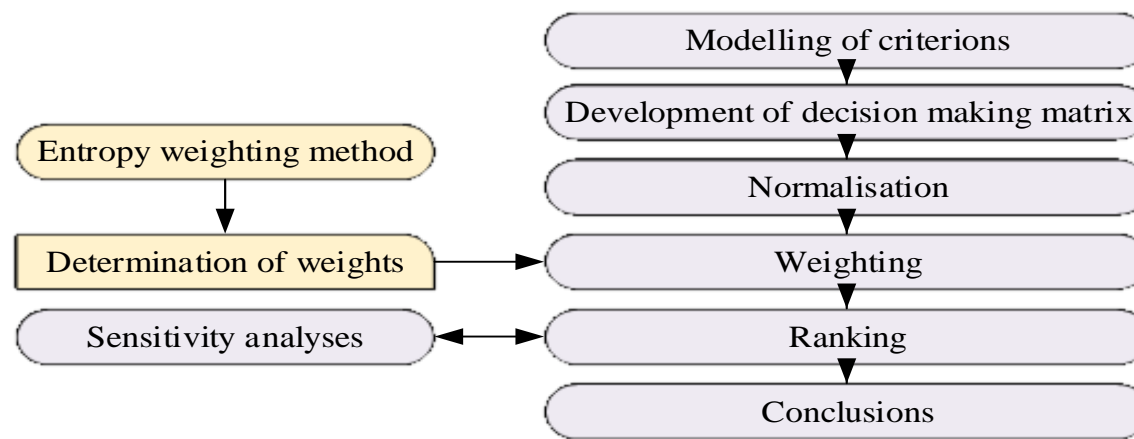 Modelling of criterions
Development of decision making matrix
Entropy weighting method
Normalisation
Determination of weights
Weighting
Sensitivity analyses
Ranking
Conclusions